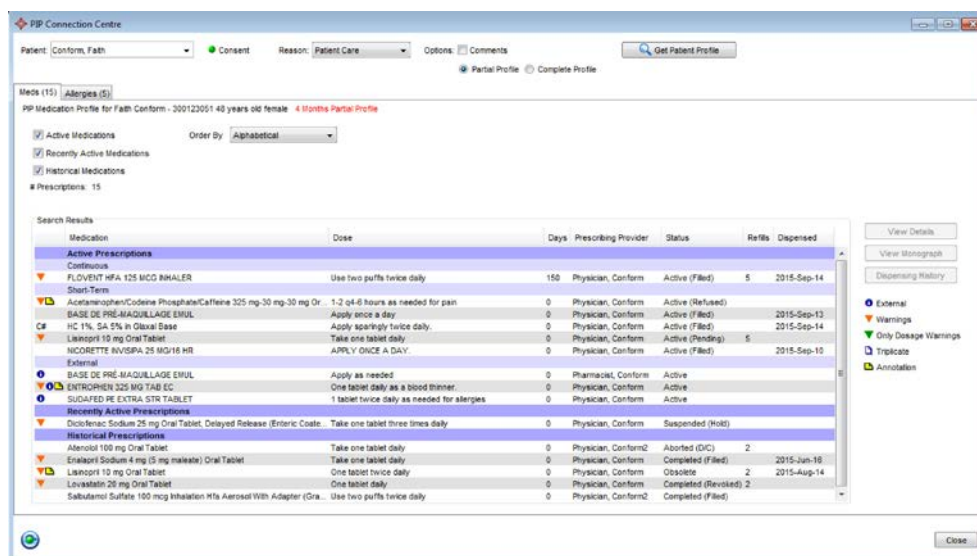 PIP Connection Centre
Patient: Conform, Faith Consent Reason: Patient Care Options: Comments Get Patient Profile
Partial Profile Complete Profile
Meds (15) Allergies (5)
PIP Medication Profile for Faith Conform - 300123051 48 years old female 4 Months Partial Profile
Active Medications Order By Alphabetical
Recently Active Medications
Historical Medications
# Prescriptions: 15
Search Results
Medication Dose Days Prescribing Provider Status Refills Dispensed
Active Prescriptions
Continuous
FLOVENT HFA 125 MCG INHALER Use two puffs twice daily 150 Physician, Conform Active (Filled) 5 2015-Sep-14
Short-Term
Acetaminophen/Codeine Phosphate/Caffeine 325 mg-30 mg-30 mg Or... 1-2 q4-6 hours as needed for pain 0 Physician, Conform Active (Refused)
BASE DE PRÉ-MAQUILLAGE EMUL Apply once a day 0 Physician, Conform Active (Filled) 2015-Sep-13
C# HC 1%, SA 5% in Glaxal Base Apply sparingly twice daily. 0 Physician, Conform Active (Filled) 2015-Sep-14
Lisinopril 10 mg Oral Tablet Take one tablet daily 0 Physician, Conform Active (Pending) 5
NICORETTE INVISIPA 25 MG/16 HR APPLY ONCE A DAY. 0 Physician, Conform Active (Filled) 2015-Sep-10
External
BASE DE PRÉ-MAQUILLAGE EMUL Apply as needed 0 Pharmacist, Conform Active
ENTROPHEN 325 MG TAB EC One tablet daily as a blood thinner. 0 Physician, Conform Active
SUDAFED PE EXTRA STR TABLET 1 tablet twice daily as needed for allergies 0 Physician, Conform Active
Recently Active Prescriptions
Diclofenac Sodium 25 mg Oral Tablet, Delayed Release (Enteric Coate... Take one tablet three times daily 0 Physician, Conform Suspended (Hold)
Historical Prescriptions
Atenolol 100 mg Oral Tablet Take one tablet daily 0 Physician, Conform2 Aborted (D/C) 2
Enalapril Sodium 4 mg (5 mg maleate) Oral Tablet Take one tablet daily 0 Physician, Conform Completed (Filled) 2015-Jun-16
Lisinopril 10 mg Oral Tablet One tablet twice daily 0 Physician, Conform Obsolete 2 2015-Aug-14
Lovastatin 20 mg Oral Tablet One tablet daily 0 Physician, Conform Completed (Revoked) 2
Salbutamol Sulfate 100 mcg Inhalation Hfa Aerosol With Adapter (Gra... Use two puffs twice daily 0 Physician, Conform2 Completed (Filled)
View Details
View Monograph
Dispensing History
External
Warnings
Only Dosage Warnings
Triplicate
Annotation
Close